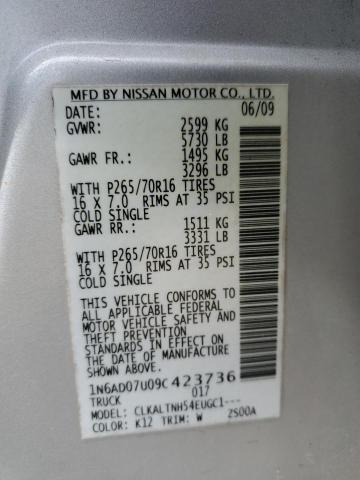 MFD BY NISSAN MOTOR CO., LTD.
DATE: 06/09
GVWR: 2599 KG
5730 LB
GAWR FR.: 1495 KG
3296 LB
WITH P265/70R16 TIRES
16 X 7.0 RIMS AT 35 PSI
COLD SINGLE
GAWR RR.: 1511 KG
3331 LB
WITH P265/70R16 TIRES
16 X 7.0 RIMS AT 35 PSI
COLD SINGLE
THIS VEHICLE CONFORMS TO
ALL APPLICABLE FEDERAL
MOTOR VEHICLE SAFETY AND
THEFT PREVENTION
STANDARDS IN EFFECT ON
THE DATE OF MANUFACTURE
SHOWN ABOVE.
1N6AD07U09C423736
TRUCK 017
MODEL: CLKALTNH54EUGC1---
COLOR: K12 TRIM: W 2S00A